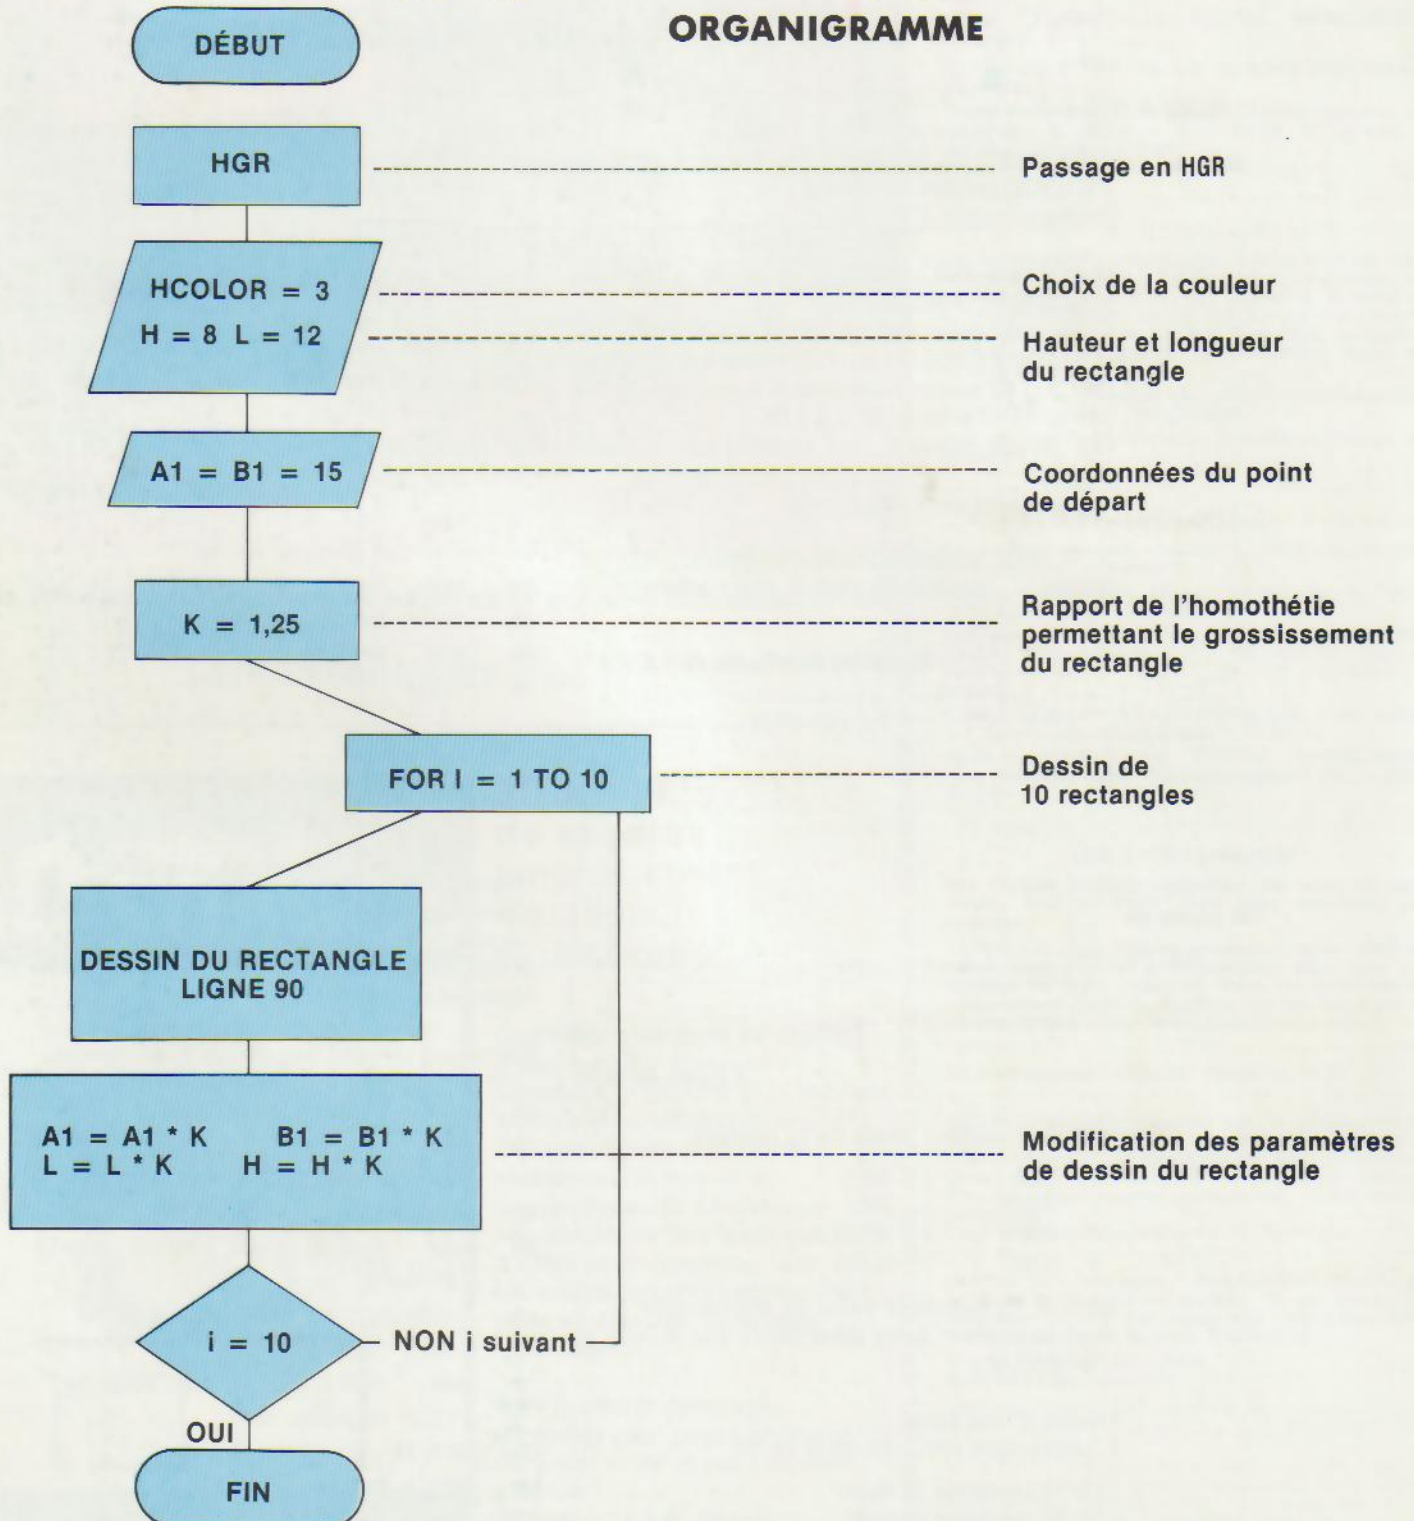 ORGANIGRAMME
DÉBUT
HGR
Passage en HGR
HCOLOR = 3
Choix de la couleur
H = 8 L = 12
Hauteur et longueur
du rectangle
A1 = B1 = 15
Coordonnées du point
de départ
K = 1,25
Rapport de l'homothétie
permettant le grossissement
du rectangle
FOR I = 1 TO 10
Dessin de
10 rectangles
DESSIN DU RECTANGLE
LIGNE 90
A1 = A1 * K B1 = B1 * K
L = L * K H = H * K
Modification des paramètres
de dessin du rectangle
i = 10
NON i suivant
OUI
FIN